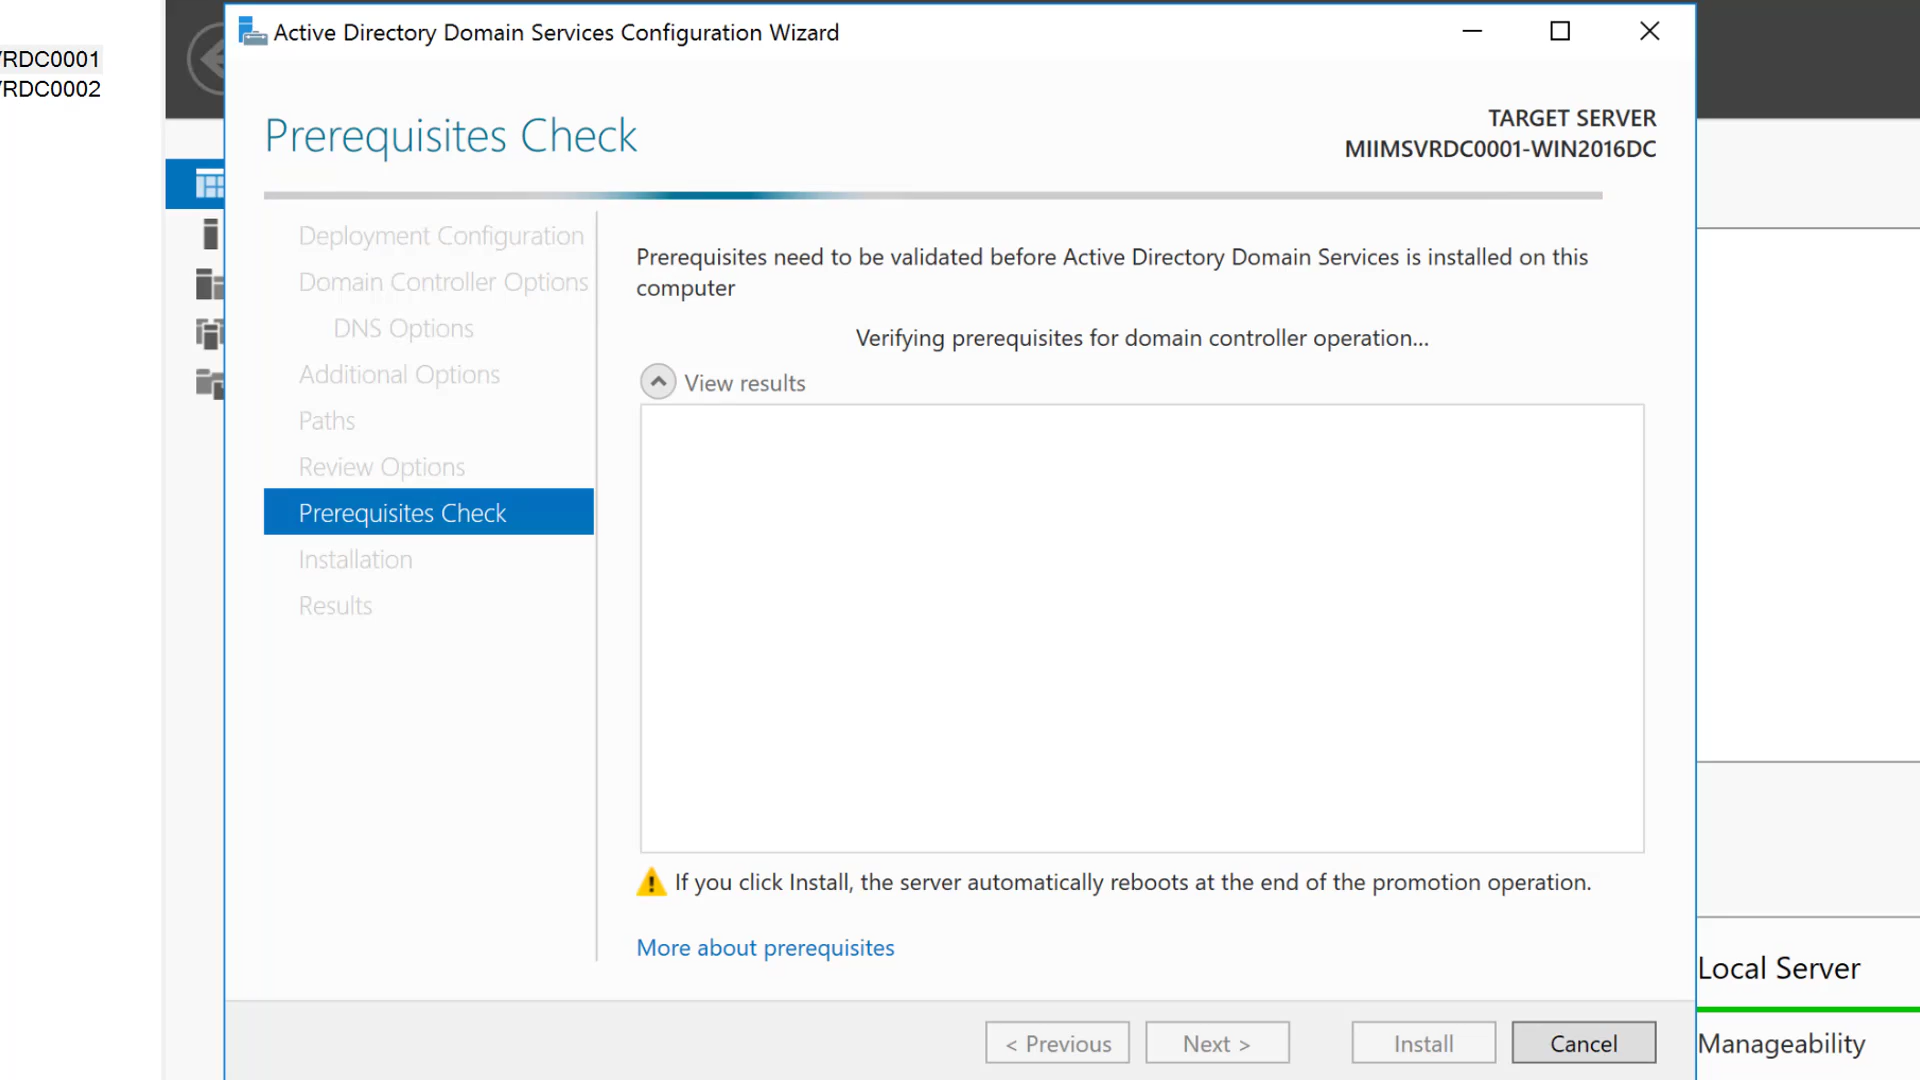 VRDC0001
VRDC0002
Active Directory Domain Services Configuration Wizard
Prerequisites Check
TARGET SERVER
MIIMSVRDC0001-WIN2016DC
Deployment Configuration
Domain Controller Options
DNS Options
Additional Options
Paths
Review Options
Prerequisites Check
Installation
Results
Prerequisites need to be validated before Active Directory Domain Services is installed on this
computer
Verifying prerequisites for domain controller operation...
View results
If you click Install, the server automatically reboots at the end of the promotion operation.
More about prerequisites
< Previous
Next >
Install
Cancel
Local Server
Manageability